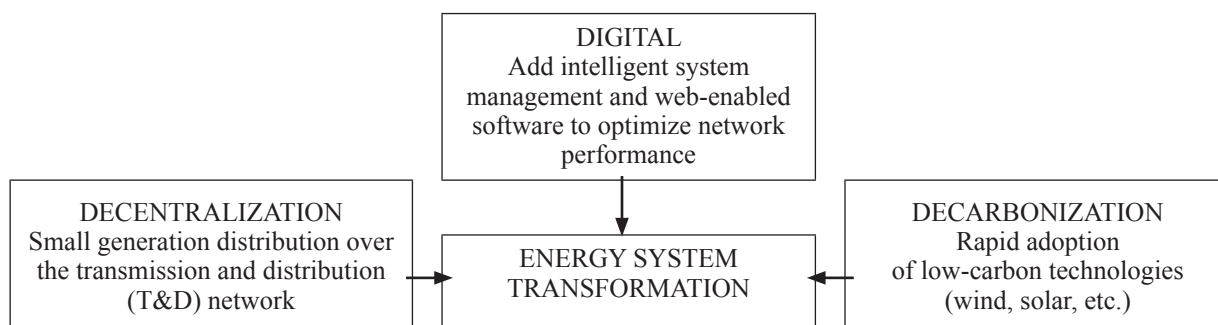 DIGITAL
Add intelligent system
management and web-enabled
software to optimize network
performance
DECENTRALIZATION
Small generation distribution over
the transmission and distribution
(T&D) network
ENERGY SYSTEM
TRANSFORMATION
DECARBONIZATION
Rapid adoption
of low-carbon technologies
(wind, solar, etc.)